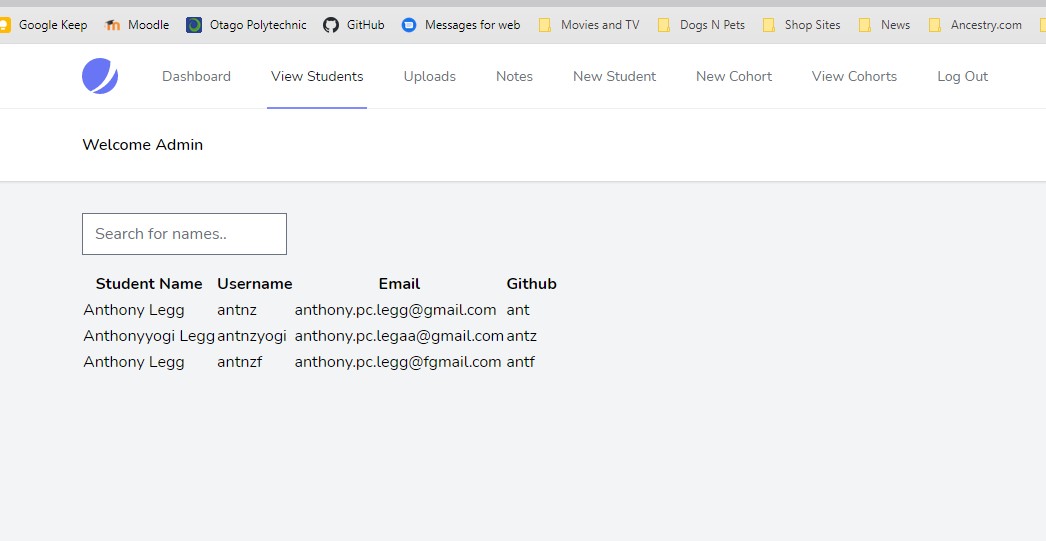 Google Keep Moodle Otago Polytechnic GitHub Messages for web Movies and TV Dogs N Pets Shop Sites News Ancestry.com
Dashboard View Students Uploads Notes New Student New Cohort View Cohorts Log Out
Welcome Admin
Search for names..
Student Name Username Email Github
Anthony Legg antnz anthony.pc.legg@gmail.com ant
Anthonyyogi Legg antnzyogi anthony.pc.legaa@gmail.com antz
Anthony Legg antnzf anthony.pc.legg@fgmail.com antf